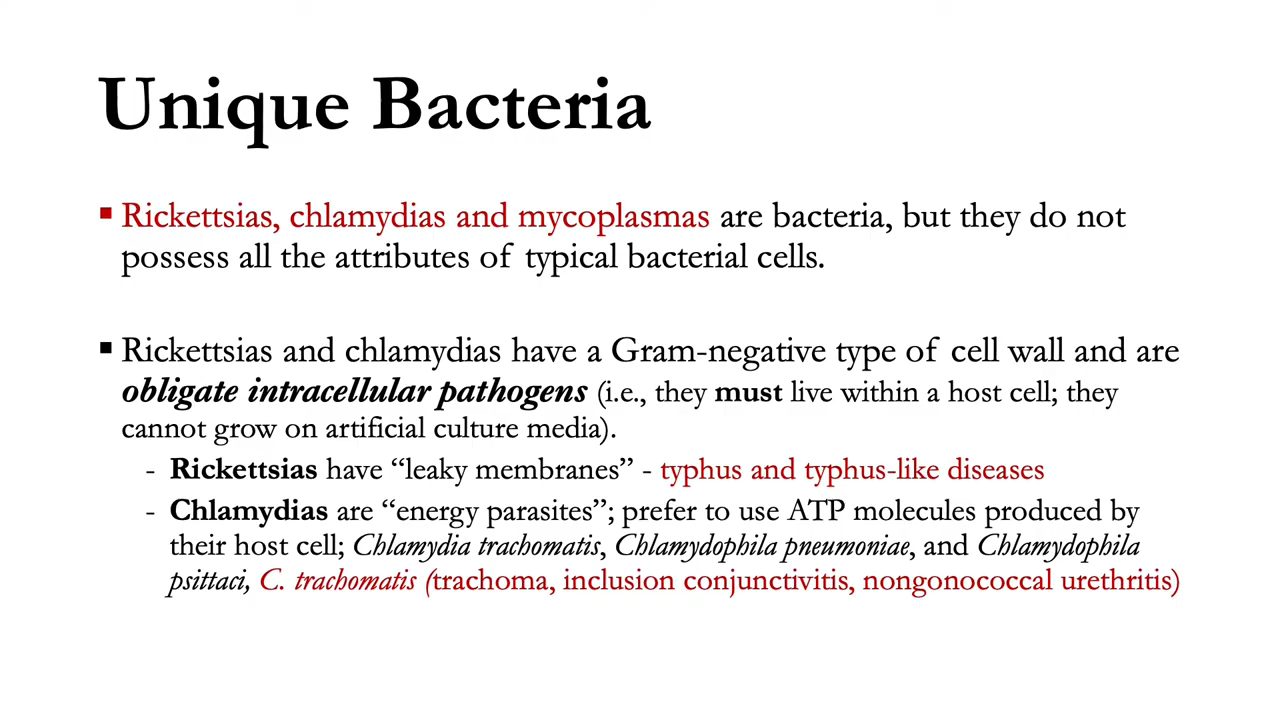 Unique Bacteria
▪ Rickettsias, chlamydias and mycoplasmas are bacteria, but they do not
possess all the attributes of typical bacterial cells.
▪ Rickettsias and chlamydias have a Gram-negative type of cell wall and are
obligate intracellular pathogens (i.e., they must live within a host cell; they
cannot grow on artificial culture media).
- Rickettsias have “leaky membranes” - typhus and typhus-like diseases
- Chlamydias are “energy parasites”; prefer to use ATP molecules produced by
their host cell; Chlamydia trachomatis, Chlamydophila pneumoniae, and Chlamydophila
psittaci, C. trachomatis (trachoma, inclusion conjunctivitis, nongonococcal urethritis)